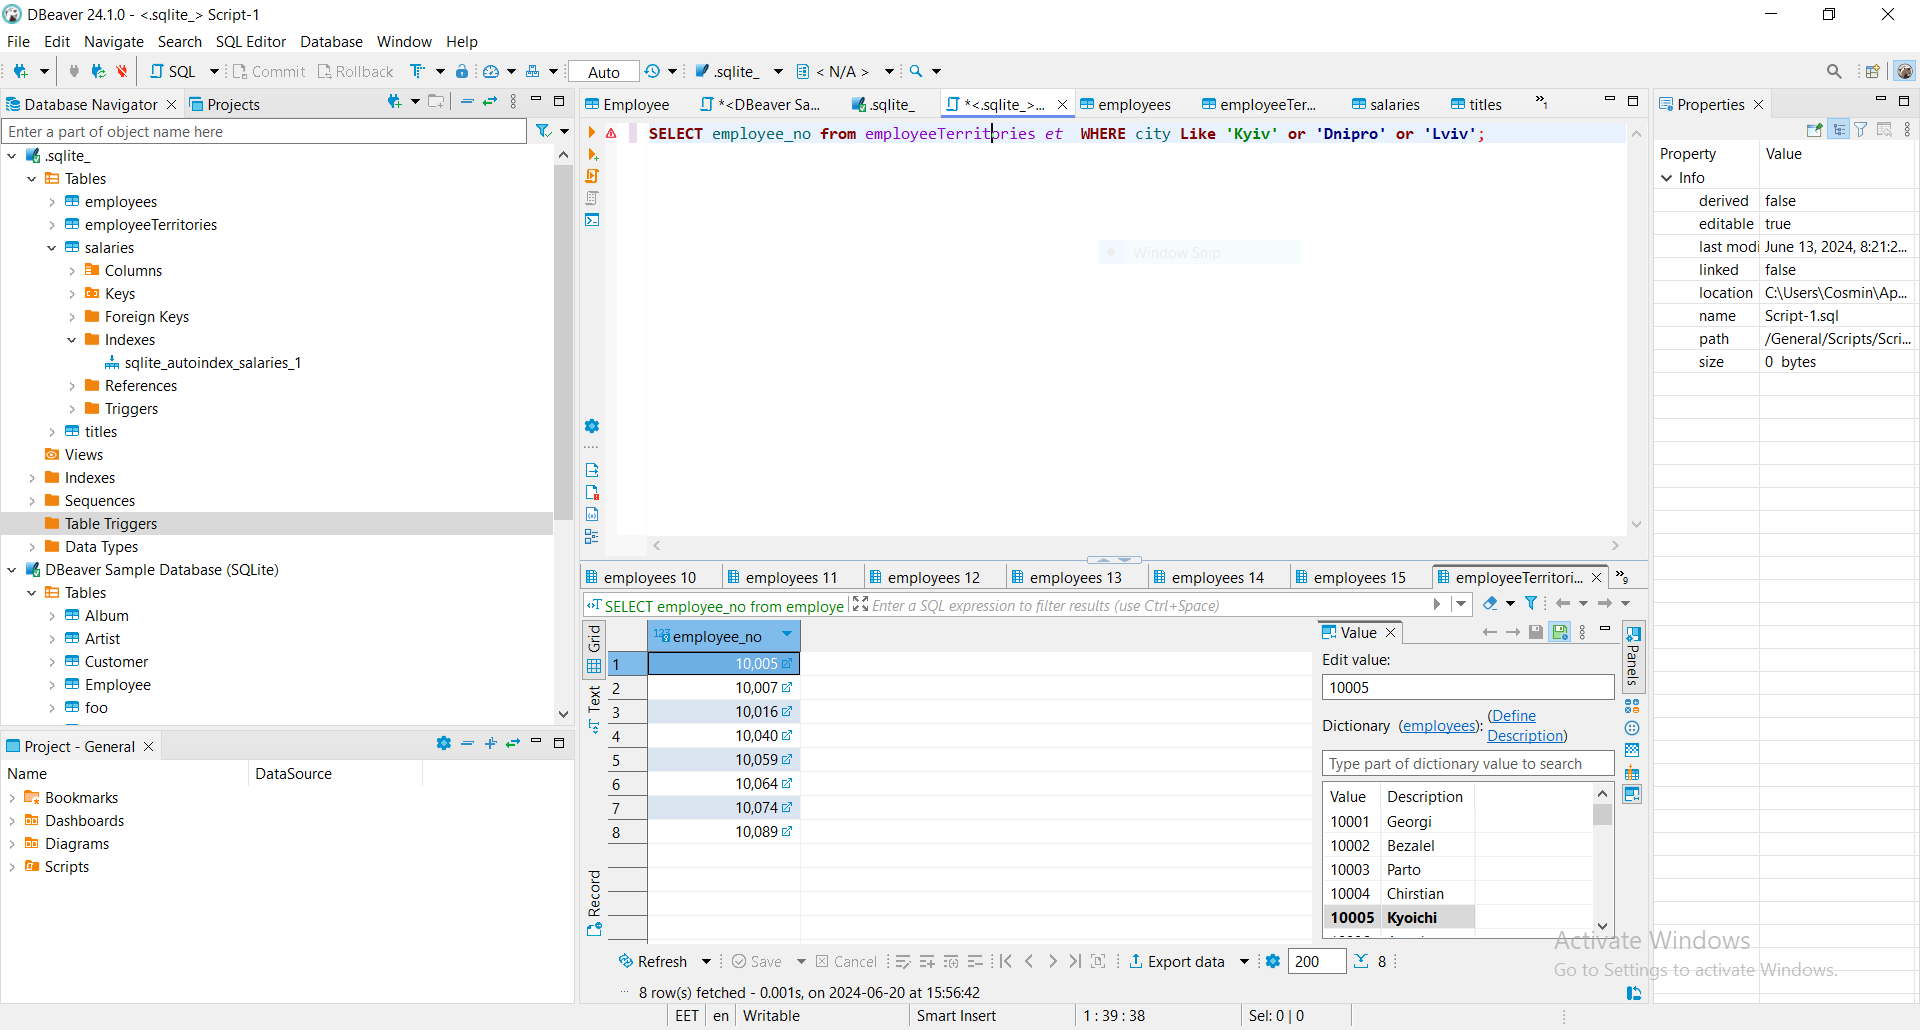 DBeaver 24.1.0 - <.sqlite_> Script-1
File Edit Navigate Search SQL Editor Database Window Help
SQL Commit Rollback Auto .sqlite_ < N/A >
Database Navigator Projects
Enter a part of object name here
.sqlite_
Tables
employees
employeeTerritories
salaries
Columns
Keys
Foreign Keys
Indexes
sqlite_autoindex_salaries_1
References
Triggers
titles
Views
Indexes
Sequences
Table Triggers
Data Types
DBeaver Sample Database (SQLite)
Tables
Album
Artist
Customer
Employee
foo
Project - General
Name DataSource
Bookmarks
Dashboards
Diagrams
Scripts
Employee *<DBeaver Sa... .sqlite_ *<.sqlite_>... employees employeeTer... salaries titles »1
SELECT employee_no from employeeTerritories et WHERE city Like 'Kyiv' or 'Dnipro' or 'Lviv';
Window Snip
employees 10 employees 11 employees 12 employees 13 employees 14 employees 15 employeeTerritori... »9
SELECT employee_no from employe Enter a SQL expression to filter results (use Ctrl+Space)
Grid
Text
Record
123 employee_no
1 10,005
2 10,007
3 10,016
4 10,040
5 10,059
6 10,064
7 10,074
8 10,089
Value
Edit value:
10005
Dictionary (employees): (Define
Description)
Type part of dictionary value to search
Value Description
10001 Georgi
10002 Bezalel
10003 Parto
10004 Chirstian
10005 Kyoichi
Panels
Refresh Save Cancel Export data 200 8
8 row(s) fetched - 0.001s, on 2024-06-20 at 15:56:42
EET en Writable Smart Insert 1 : 39 : 38 Sel: 0 | 0
Properties
Property Value
Info
derived false
editable true
last modi June 13, 2024, 8:21:2...
linked false
location C:\Users\Cosmin\Ap...
name Script-1.sql
path /General/Scripts/Scri...
size 0 bytes
Activate Windows
Go to Settings to activate Windows.